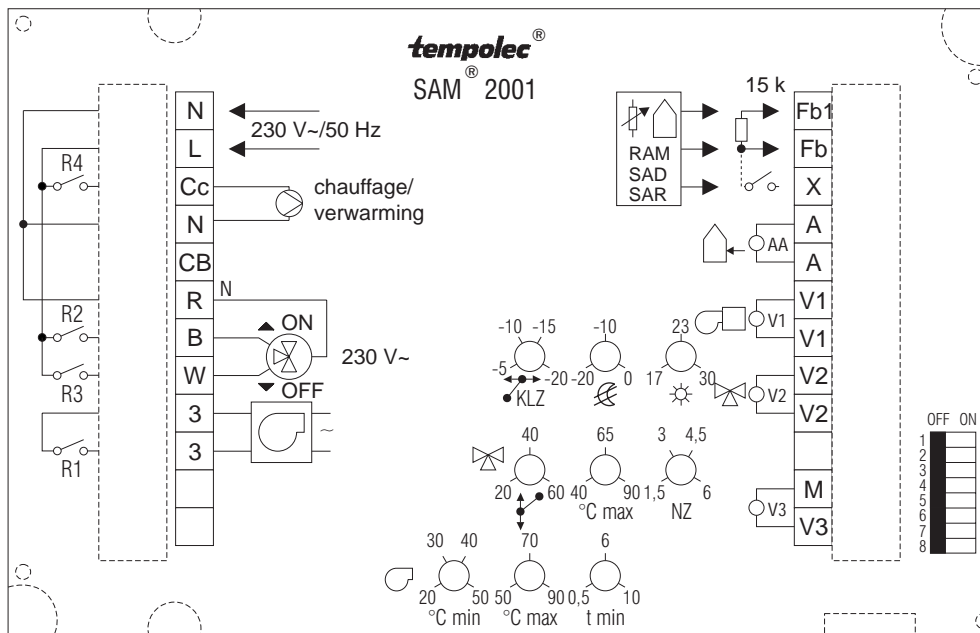 tempolec®
SAM® 2001
N
L
Cc
N
CB
R
B
W
3
3
230 V~/50 Hz
chauffage/
verwarming
N
ON
OFF
230 V~
~
R4
R2
R3
R1
15 k
RAM
SAD
SAR
Fb1
Fb
X
A
A
V1
V1
V2
V2
M
V3
AA
V1
V2
V3
-10 -15
-5 -20
KLZ
-10
-20 0
23
17 30
40
20 60
65
40 90
°C max
3 4,5
1,5 6
NZ
30 40
20 50
°C min
70
50 90
°C max
6
0,5 10
t min
OFF ON
1
2
3
4
5
6
7
8